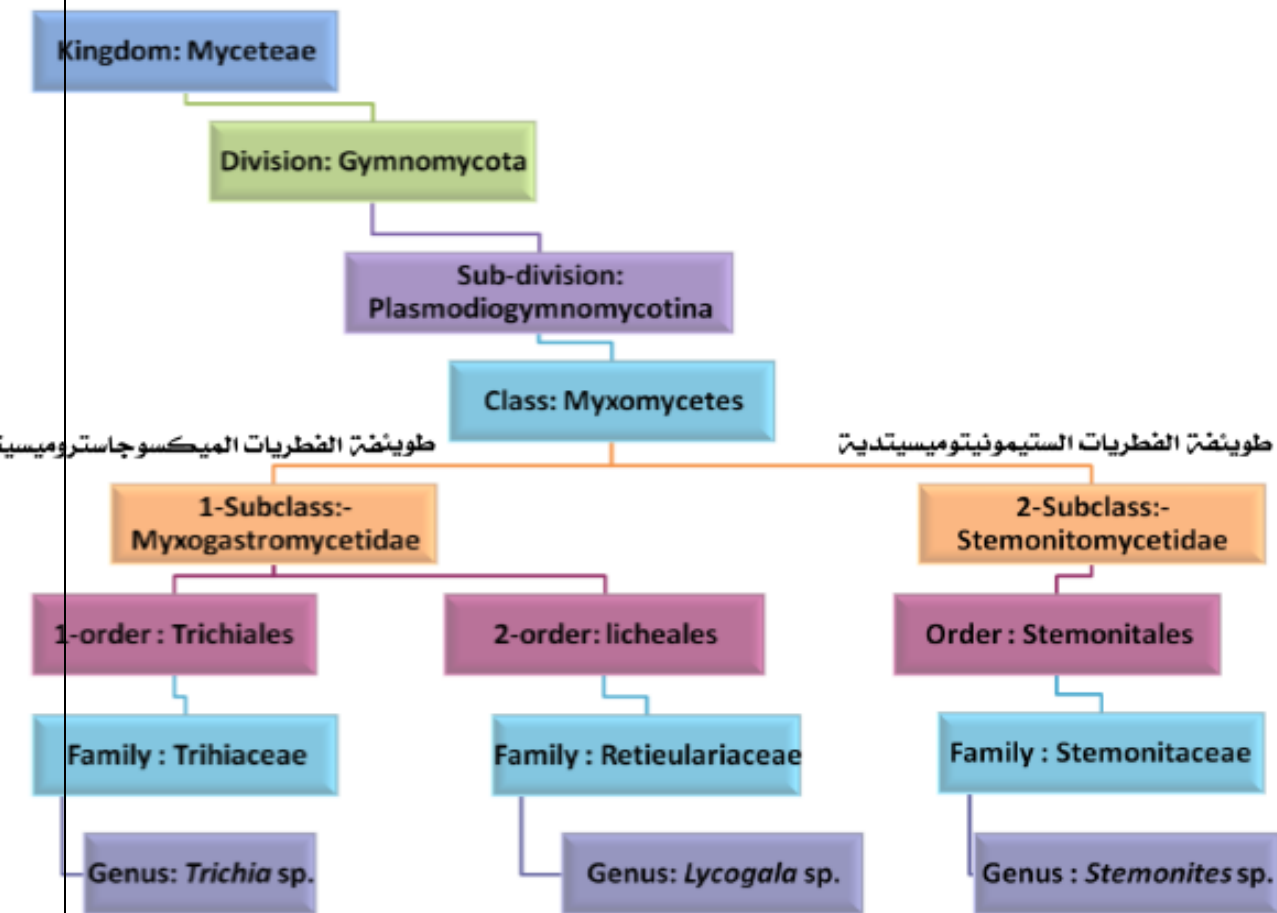 Kingdom: Myceteae
Division: Gymnomycota
Sub-division:
Plasmodiogymnomycotina
Class: Myxomycetes
طويئفة الفطريات الستيمونيتوميسيتدية
طويئفة الفطريات
1-Subclass:-
Myxogastromycetidae
2-Subclass:-
Stemonitomycetidae
1-order : Trichiales
2-order: licheales
Order : Stemonitales
Family : Trihiaceae
Family : Retieulariaceae
Family : Stemonitaceae
Genus: Trichia sp.
Genus: Lycogala sp.
Genus : Stemonites sp.